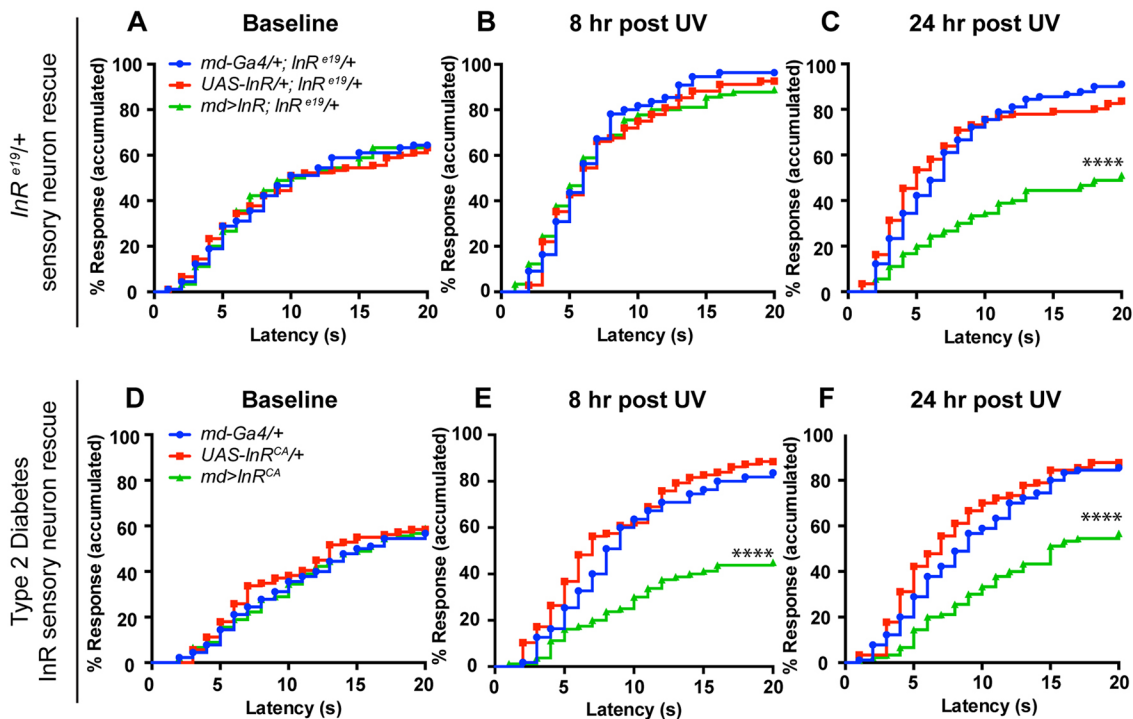 InR e19/+
sensory neuron rescue
A Baseline
B 8 hr post UV
C 24 hr post UV
md-Ga4/+; InR e19/+
UAS-InR/+; InR e19/+
md>InR; InR e19/+
% Response (accumulated)
100
80
60
40
20
0
0 5 10 15 20
Latency (s)
% Response (accumulated)
100
80
60
40
20
0
0 5 10 15 20
Latency (s)
% Response (accumulated)
100
80
60
40
20
0
****
0 5 10 15 20
Latency (s)
Type 2 Diabetes
InR sensory neuron rescue
D Baseline
E 8 hr post UV
F 24 hr post UV
md-Ga4/+
UAS-InRCA/+
md>InRCA
% Response (accumulated)
100
80
60
40
20
0
0 5 10 15 20
Latency (s)
% Response (accumulated)
100
80
60
40
20
0
****
0 5 10 15 20
Latency (s)
% Response (accumulated)
100
80
60
40
20
0
****
0 5 10 15 20
Latency (s)